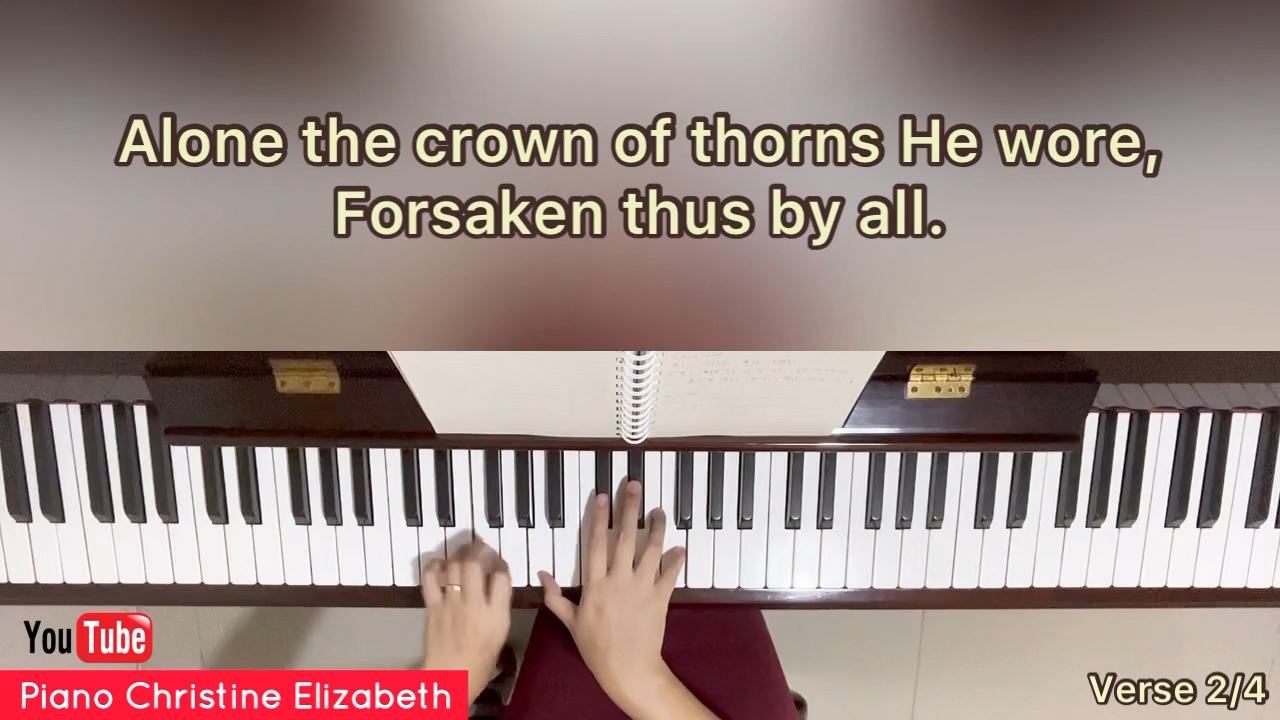 Alone the crown of thorns He wore,
Forsaken thus by all.
YouTube
Piano Christine Elizabeth
Verse 2/4